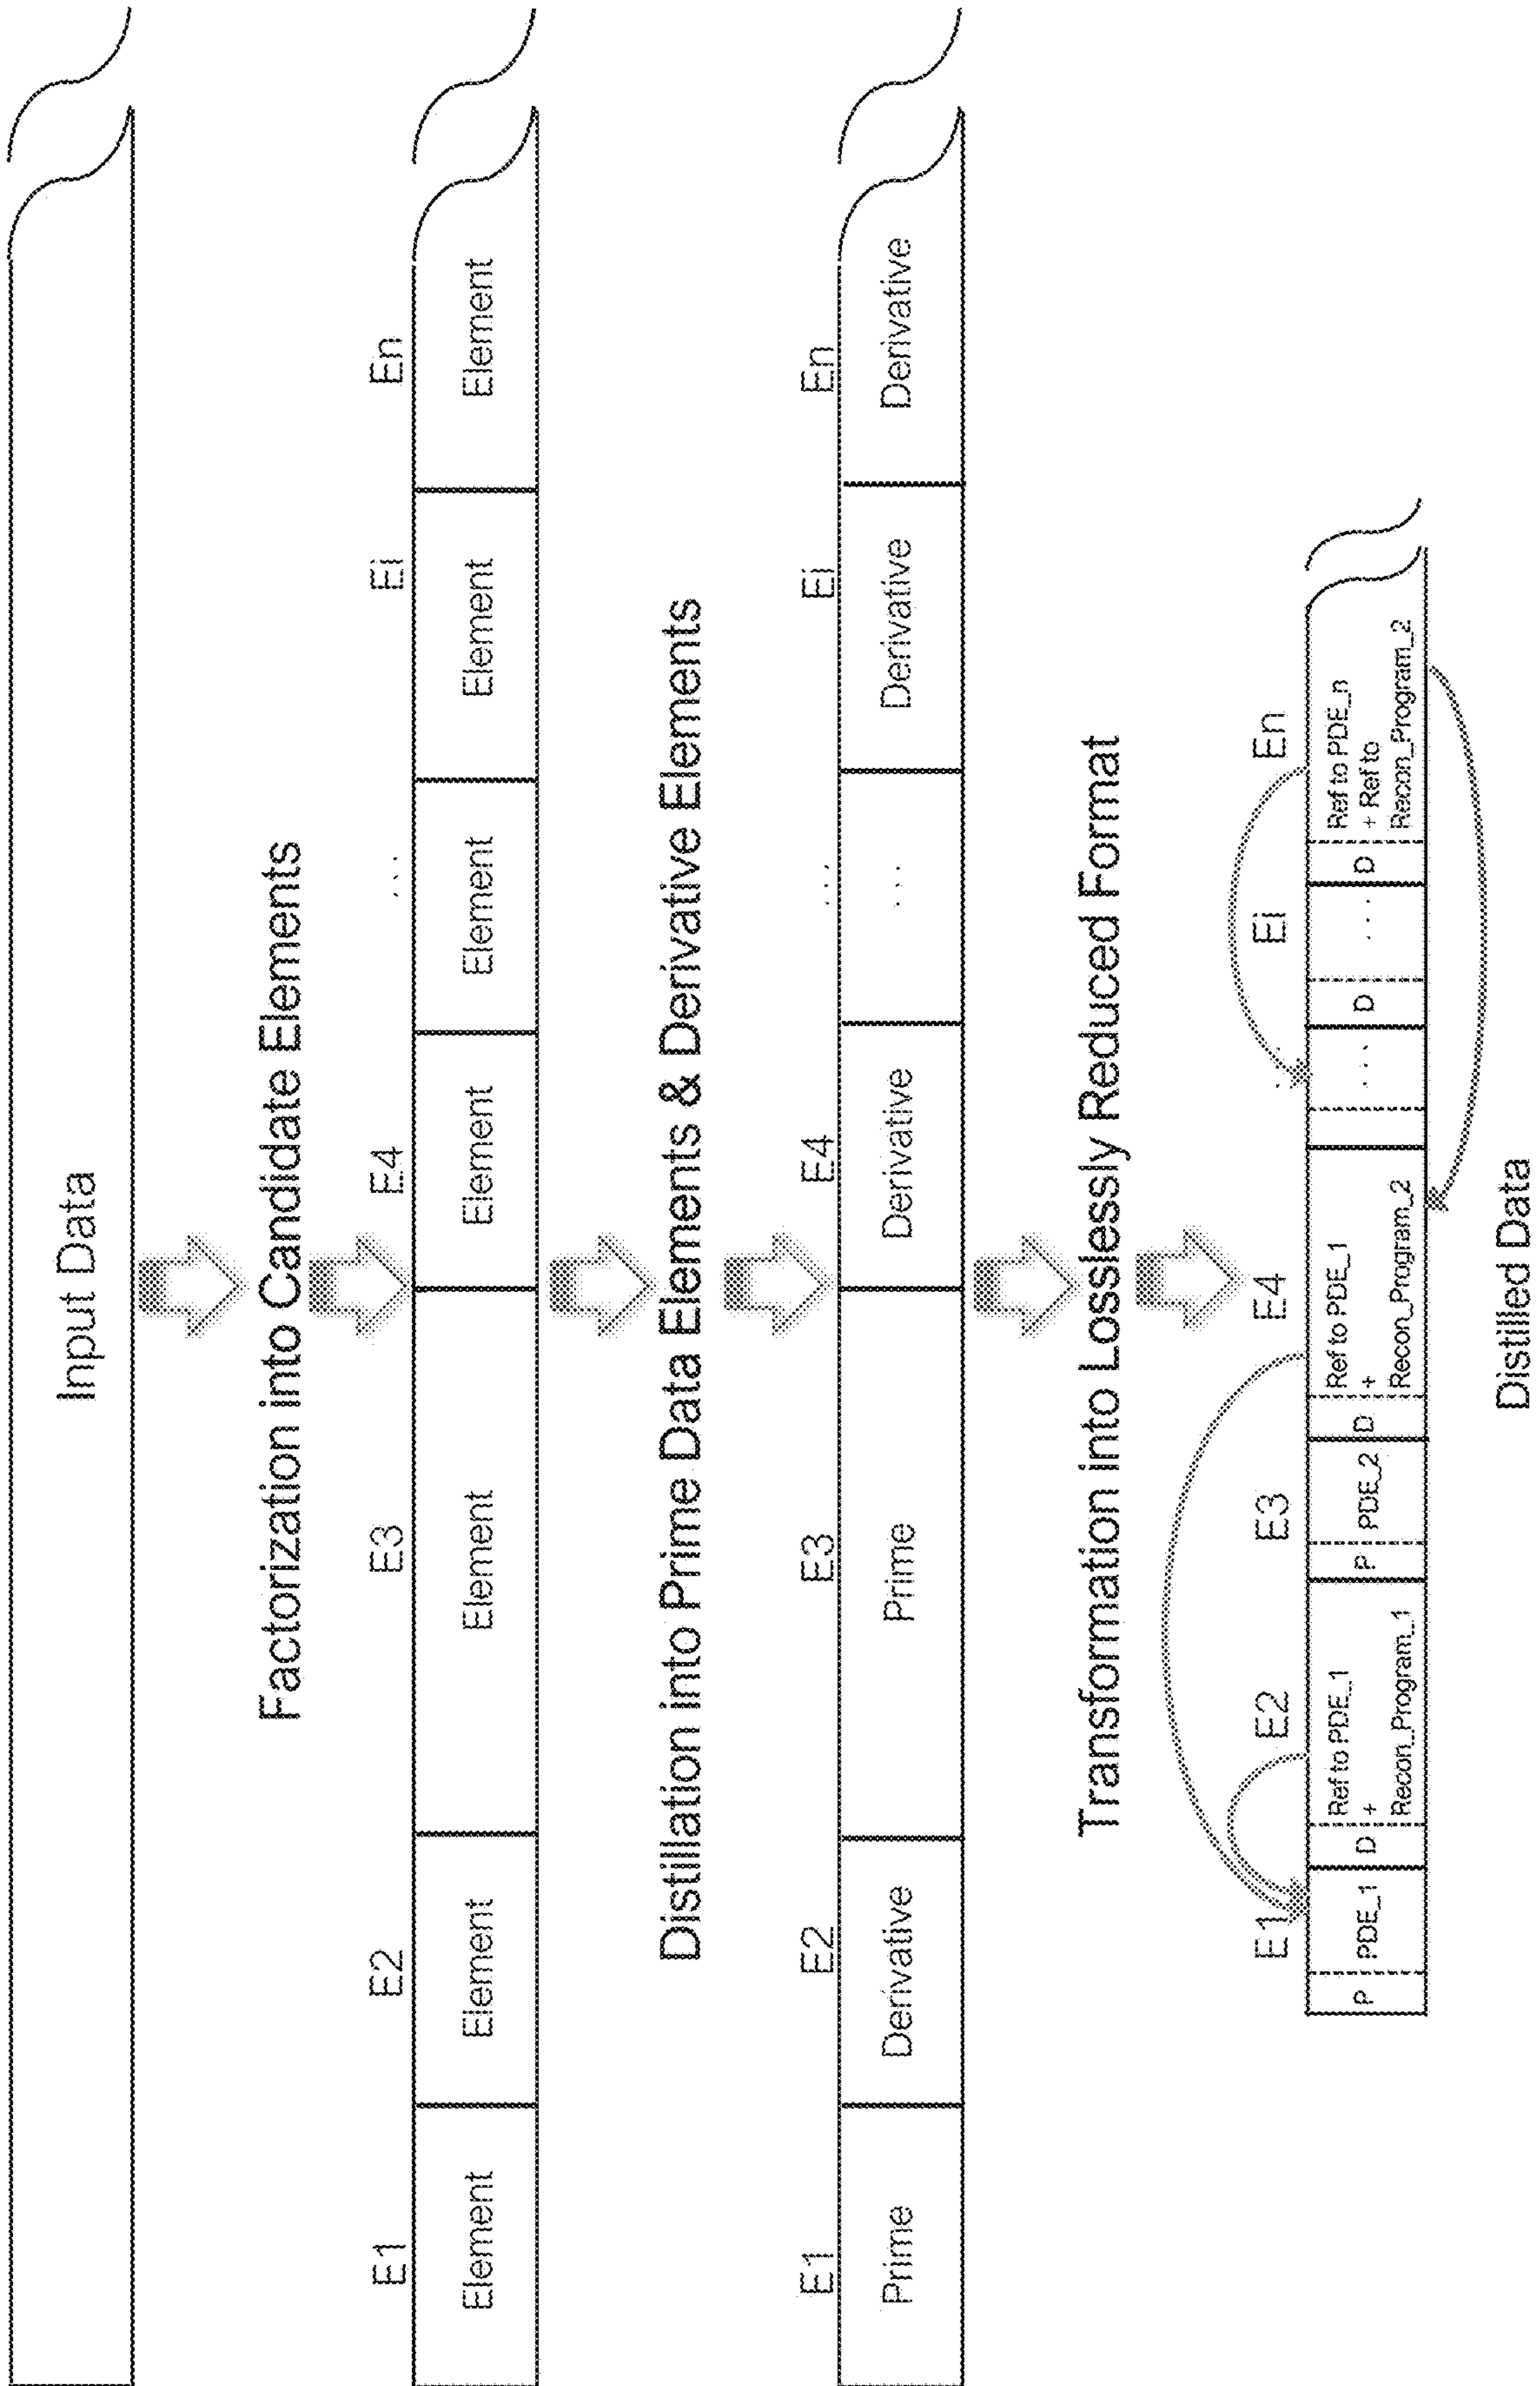 Input Data
Factorization into Candidate Elements
E1 E2 E3 E4 ... Ei En
Element Element Element Element Element Element Element
Distillation into Prime Data Elements & Derivative Elements
E1 E2 E3 E4 ... Ei En
Prime Derivative Prime Derivative ... Derivative Derivative
Transformation into Losslessly Reduced Format
E1 E2 E3 E4 ... Ei En
P PDE_1
D Ref to PDE_1
+
Recon_Program_1
P PDE_2
D Ref to PDE_1
+
Recon_Program_2
...
D ...
D Ref to PDE_n
+ Ref to
Recon_Program_2
Distilled Data